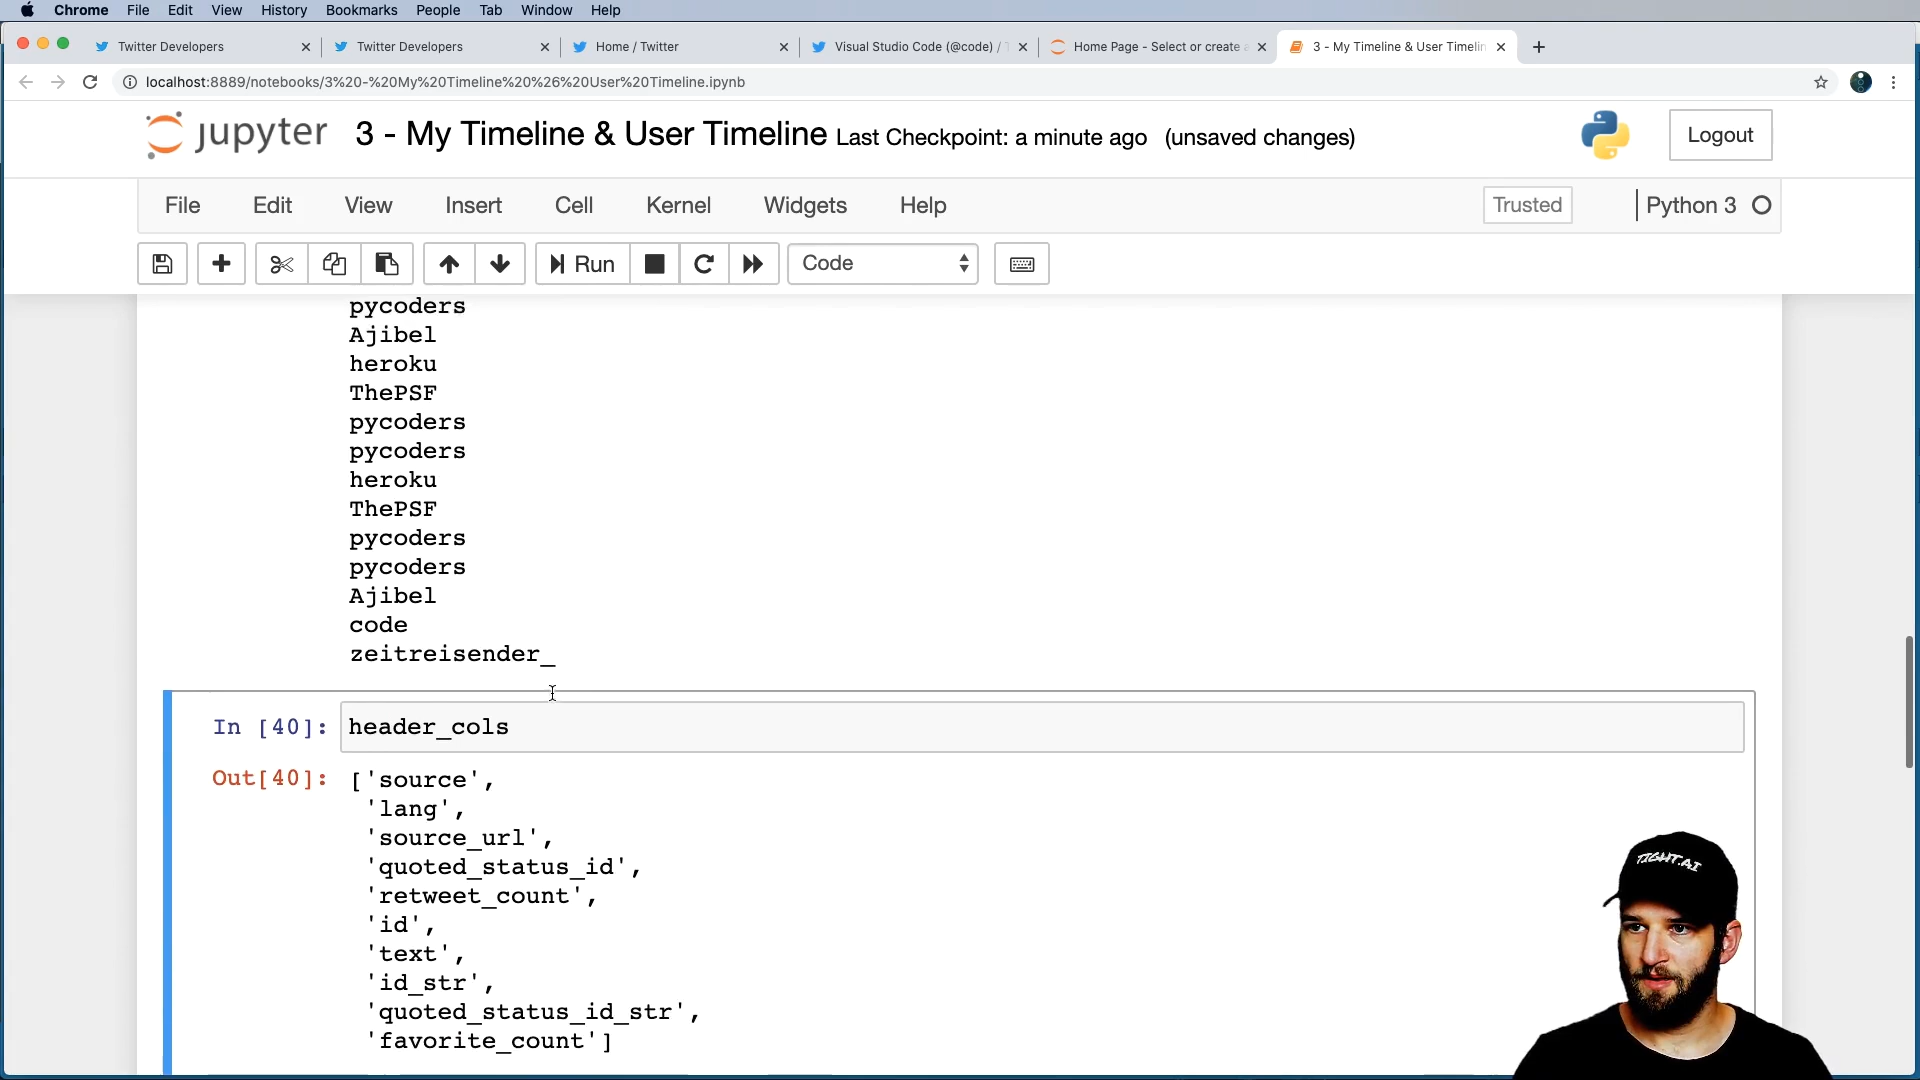 Chrome File Edit View History Bookmarks People Tab Window Help
Twitter Developers Twitter Developers Home / Twitter Visual Studio Code (@code) / Home Page - Select or create 3 - My Timeline & User Timelin
localhost:8889/notebooks/3%20-%20My%20Timeline%20%26%20User%20Timeline.ipynb
jupyter 3 - My Timeline & User Timeline Last Checkpoint: a minute ago (unsaved changes) Logout
File Edit View Insert Cell Kernel Widgets Help Trusted Python 3
Run Code
pycoders
Ajibel
heroku
ThePSF
pycoders
pycoders
heroku
ThePSF
pycoders
pycoders
Ajibel
code
zeitreisender_
In [40]: header_cols
Out[40]: ['source',
'lang',
'source_url',
'quoted_status_id',
'retweet_count',
'id',
'text',
'id_str',
'quoted_status_id_str',
'favorite_count']
TIGHT.AI